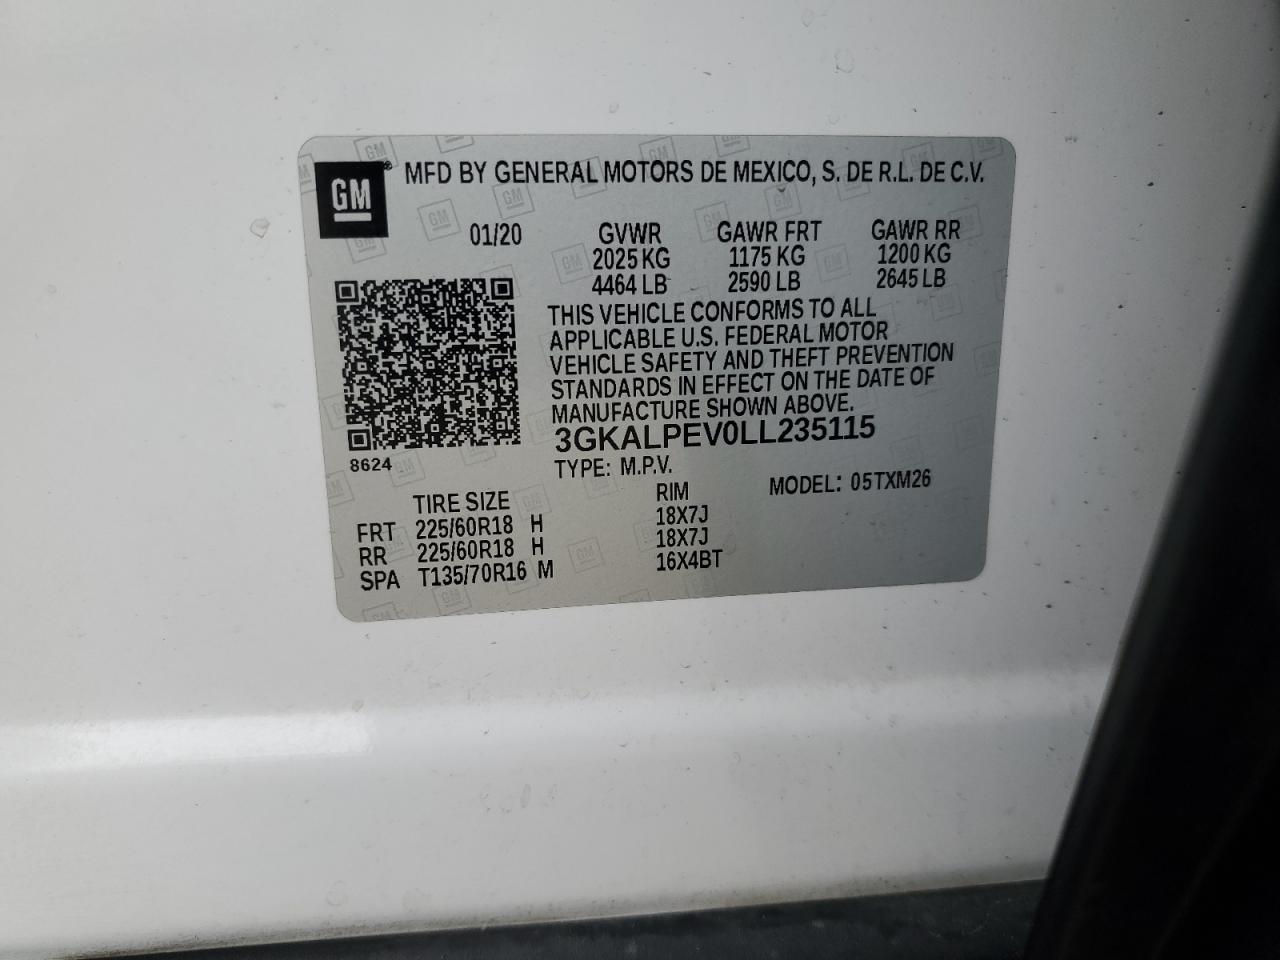 GM
MFD BY GENERAL MOTORS DE MEXICO, S. DE R.L. DE C.V.
01/20 GVWR GAWR FRT GAWR RR
2025 KG 1175 KG 1200 KG
4464 LB 2590 LB 2645 LB
THIS VEHICLE CONFORMS TO ALL
APPLICABLE U.S. FEDERAL MOTOR
VEHICLE SAFETY AND THEFT PREVENTION
STANDARDS IN EFFECT ON THE DATE OF
MANUFACTURE SHOWN ABOVE.
3GKALPEV0LL235115
8624
TYPE: M.P.V. MODEL: 05TXM26
TIRE SIZE RIM
FRT 225/60R18 H 18X7J
RR 225/60R18 H 18X7J
SPA T135/70R16 M 16X4BT